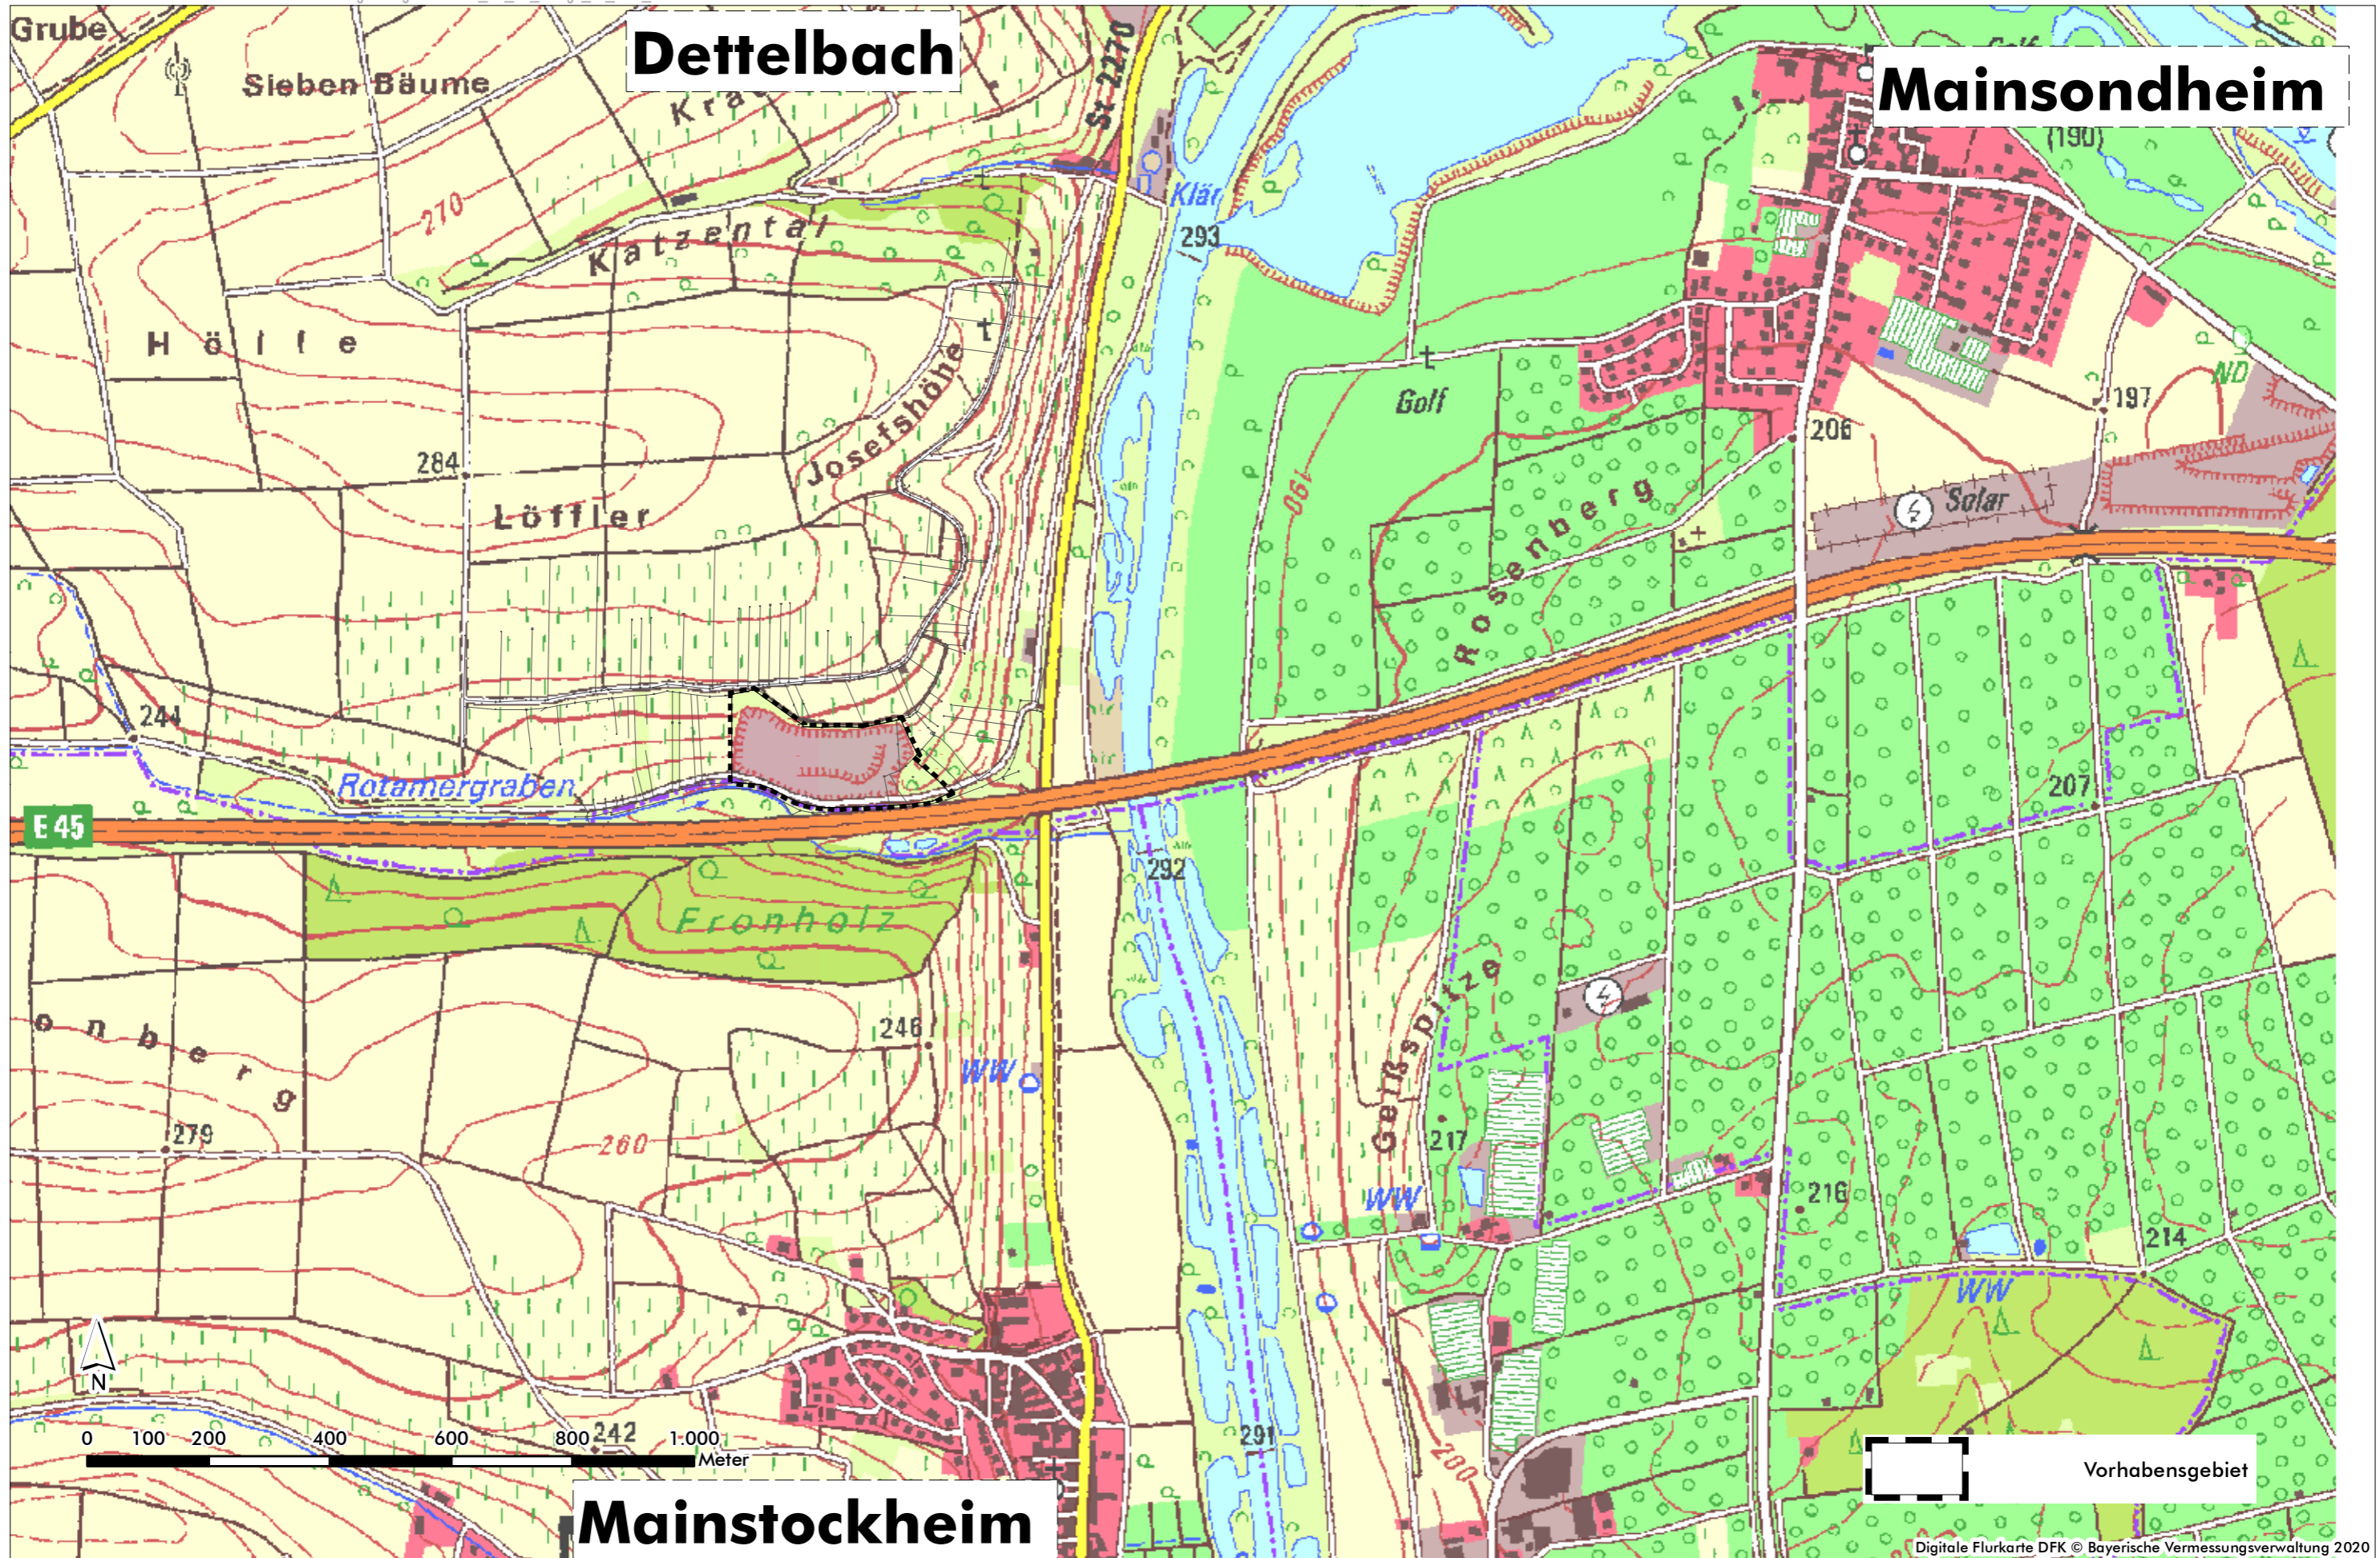 Grube
Dettelbach
St 2270
Golf
Mainsondheim
Sieben Bäume
(190)
Klär
293
270
Katzental
Hölle
Josefshöhe
ND
Golf
197
206
284
Löffler
190
Rosenberg
Solar
244
Rotamergraben
207
E 45
292
Fronholz
Geißspitze
246
onberg
WW
279
260
217
WW
216
214
WW
N
0 100 200 400 600 800 1.000
Meter
242
291
200
Vorhabensgebiet
Mainstockheim
Digitale Flurkarte DFK © Bayerische Vermessungsverwaltung 2020